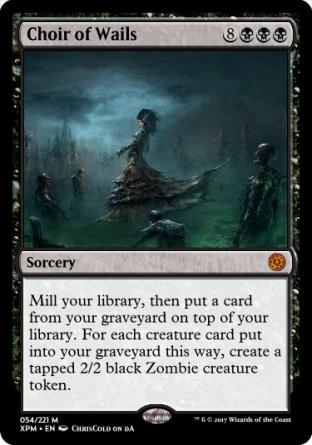 Choir of Wails 8
Sorcery
Mill your library, then put a card
from your graveyard on top of your
library. For each creature card put
into your graveyard this way, create a
tapped 2/2 black Zombie creature
token.
054/221 M
XPM • EN ChrisCold on dA
™ & © 2017 Wizards of the Coast